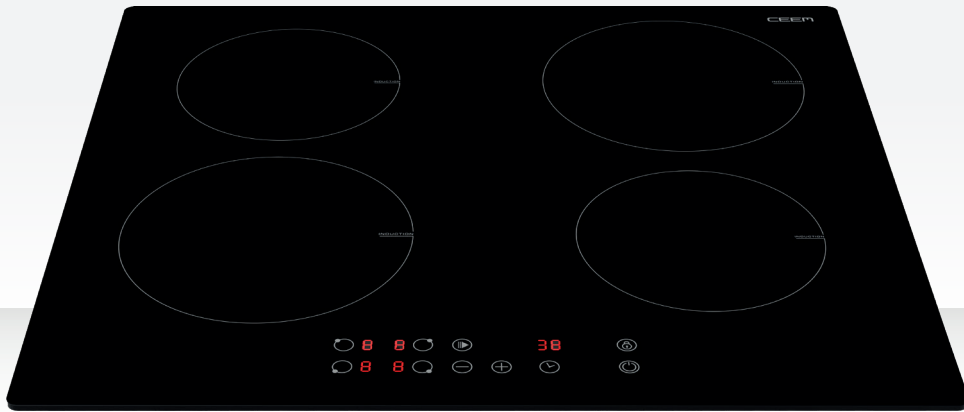 CEEM
INDUCTION
INDUCTION
INDUCTION
INDUCTION
8 8 38
8 8